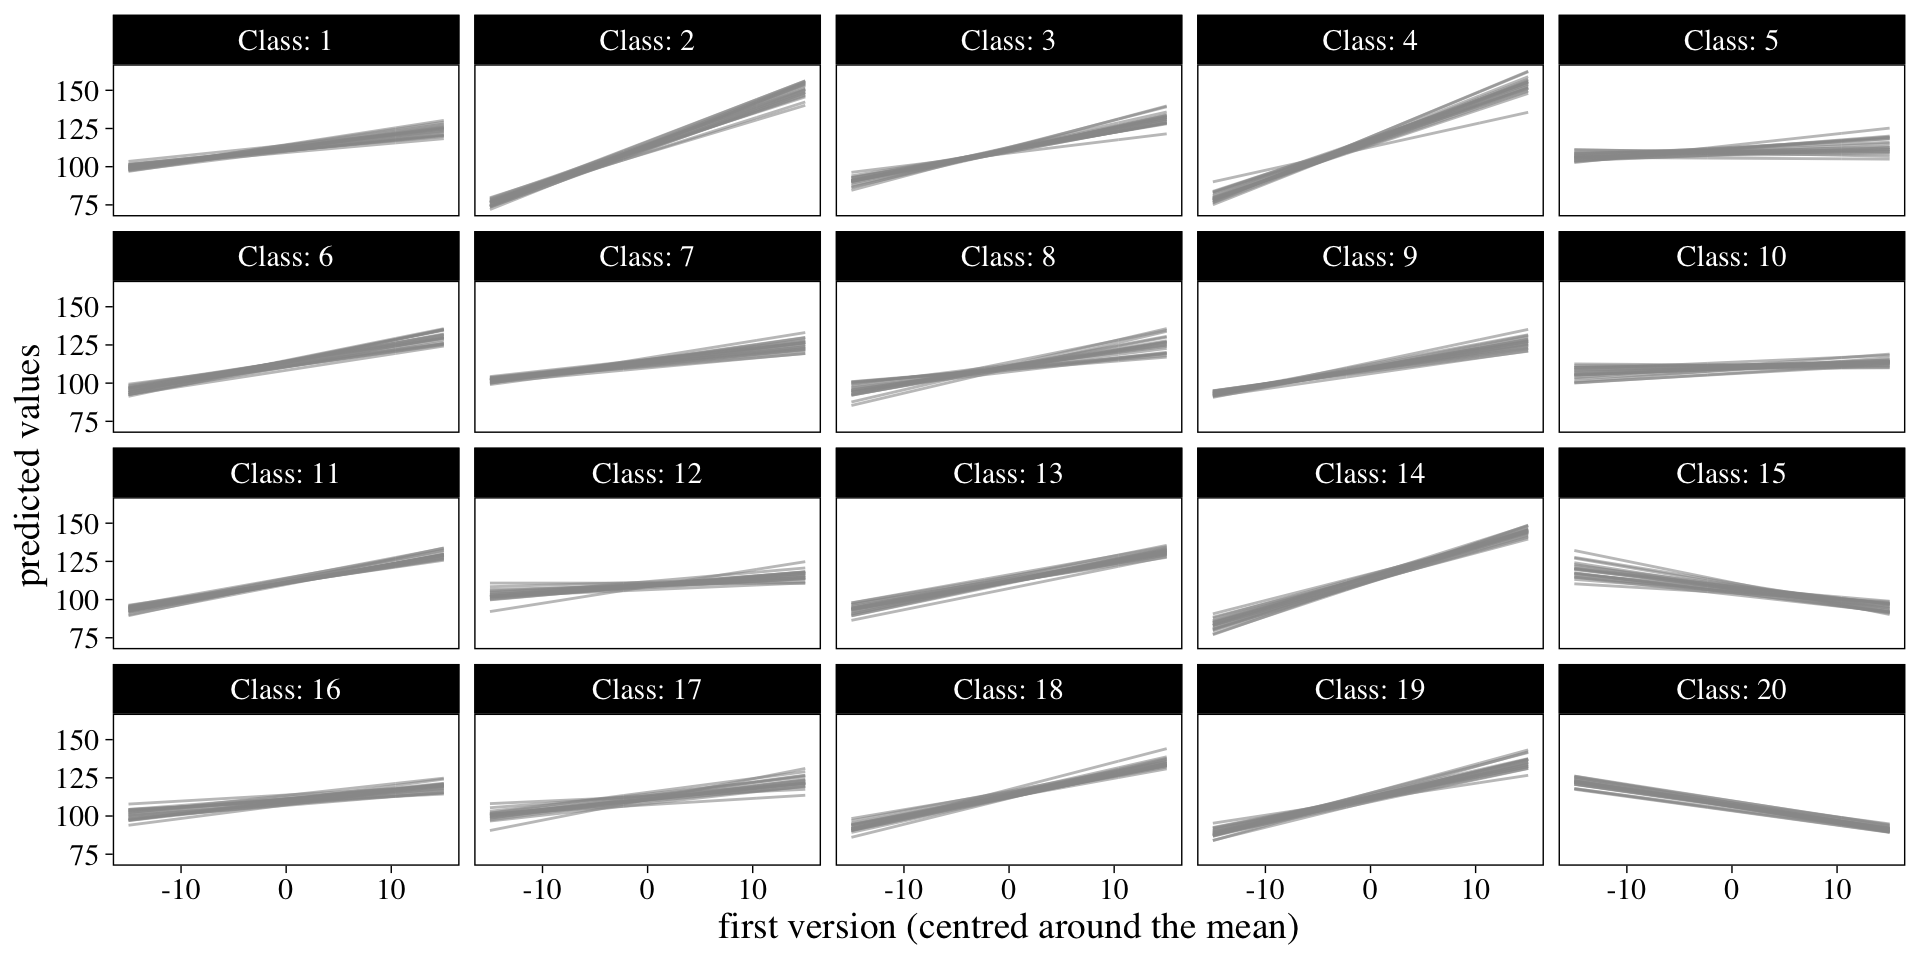 Class: 1 Class: 2 Class: 3 Class: 4 Class: 5
150
125
100
75
Class: 6 Class: 7 Class: 8 Class: 9 Class: 10
150
125
100
75
Class: 11 Class: 12 Class: 13 Class: 14 Class: 15
150
125
100
75
Class: 16 Class: 17 Class: 18 Class: 19 Class: 20
150
125
100
75
predicted values
-10 0 10 -10 0 10 -10 0 10 -10 0 10 -10 0 10
first version (centred around the mean)